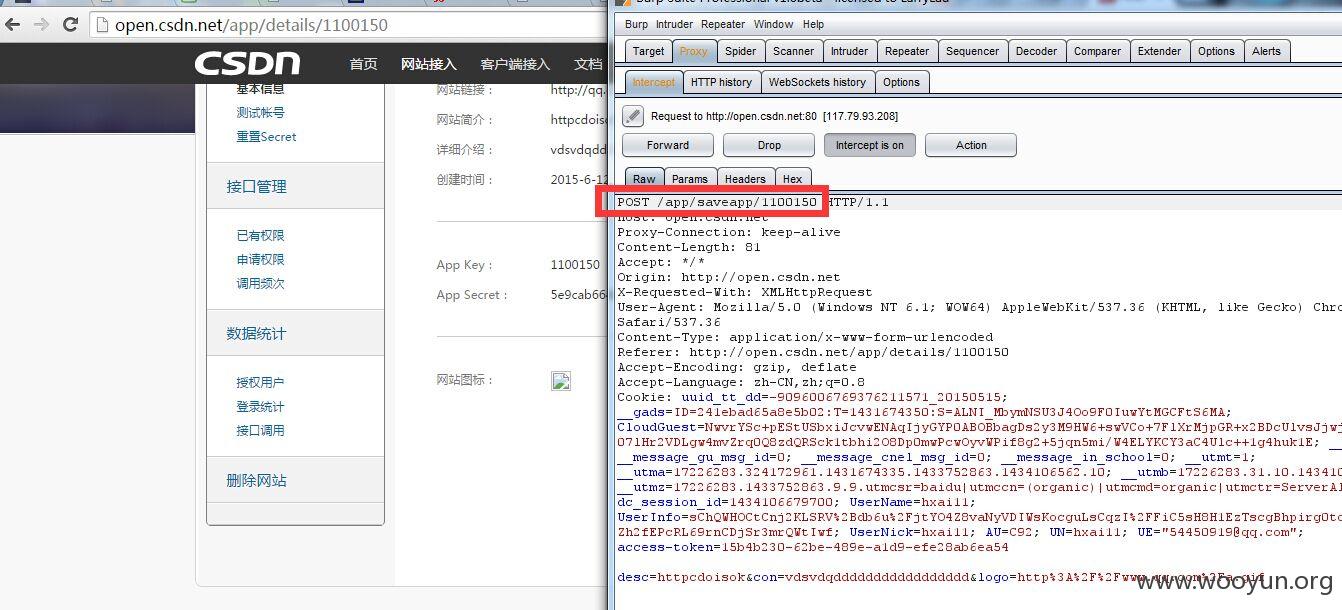 open.csdn.net/app/details/1100150
CSDN 首页 网站接入 客户端接入 文档
基本信息
测试帐号
重置Secret
接口管理
已有权限
申请权限
调用频次
数据统计
授权用户
登录统计
接口调用
删除网站
网站链接： http://qq.
网站简介： httpcdoiso
详细介绍： vdsvdqdd
创建时间： 2015-6-12
App Key： 1100150
App Secret： 5e9cab66
网站图标：
Burp Intruder Repeater Window Help
Target Proxy Spider Scanner Intruder Repeater Sequencer Decoder Comparer Extender Options Alerts
Intercept HTTP history WebSockets history Options
Request to http://open.csdn.net:80 [117.79.93.208]
Forward Drop Intercept is on Action
Raw Params Headers Hex
POST /app/saveapp/1100150 HTTP/1.1
Host: open.csdn.net
Proxy-Connection: keep-alive
Content-Length: 81
Accept: */*
Origin: http://open.csdn.net
X-Requested-With: XMLHttpRequest
User-Agent: Mozilla/5.0 (Windows NT 6.1; WOW64) AppleWebKit/537.36 (KHTML, like Gecko) Chro
Safari/537.36
Content-Type: application/x-www-form-urlencoded
Referer: http://open.csdn.net/app/details/1100150
Accept-Encoding: gzip, deflate
Accept-Language: zh-CN,zh;q=0.8
Cookie: uuid_tt_dd=-9096006769376211571_20150515;
__gads=ID=241ebad65a8e5b02:T=1431674350:S=ALNI_MbymNSU3J4Oo9F0IuwYtMGCFtS6MA;
CloudGuest=NwvrYSc+pEStUSbxiJcvwENAqIjyGYP0ABOBbagDs2y3M9HW6+swVCo+7FlXrMjpGR+x2BDcUlvsJjwj
07lHr2VDLgw4mvZrq0Q8zdQRSck1tbhi2O8Dp0mwPcwOyvWPif8g2+5jqn5mi/W4ELYKCY3aC4Ulc++1g4huk1E; __
__message_gu_msg_id=0; __message_cnel_msg_id=0; __message_in_school=0; __utmt=1;
__utma=17226283.324172961.1431674335.1433752863.1434106562.10; __utmb=17226283.31.10.143410
__utmz=17226283.1433752863.9.9.utmcsr=baidu|utmccn=(organic)|utmcmd=organic|utmctr=ServerAl
dc_session_id=1434106679700; UserName=hxai11;
UserInfo=sChQWHOCtCnj2KLSRV%2Bdb6u%2FjtYO4Z8vaNyVDIWsKocguLsCqzI%2FFiC5sH8H1EzTscgBhpirgOtc
Zh2fEPcRL69rnCDjSr3mrQWtIwf; UserNick=hxai11; AU=C92; UN=hxai11; UE="54450919@qq.com";
access-token=15b4b230-62be-489e-a1d9-efe28ab6ea54
desc=httpcdoisok&con=vdsvdqdddddddddddddddddd&logo=http%3A%2F%2Fwww.qq.com%2Fa.gif
www.wooyun.org